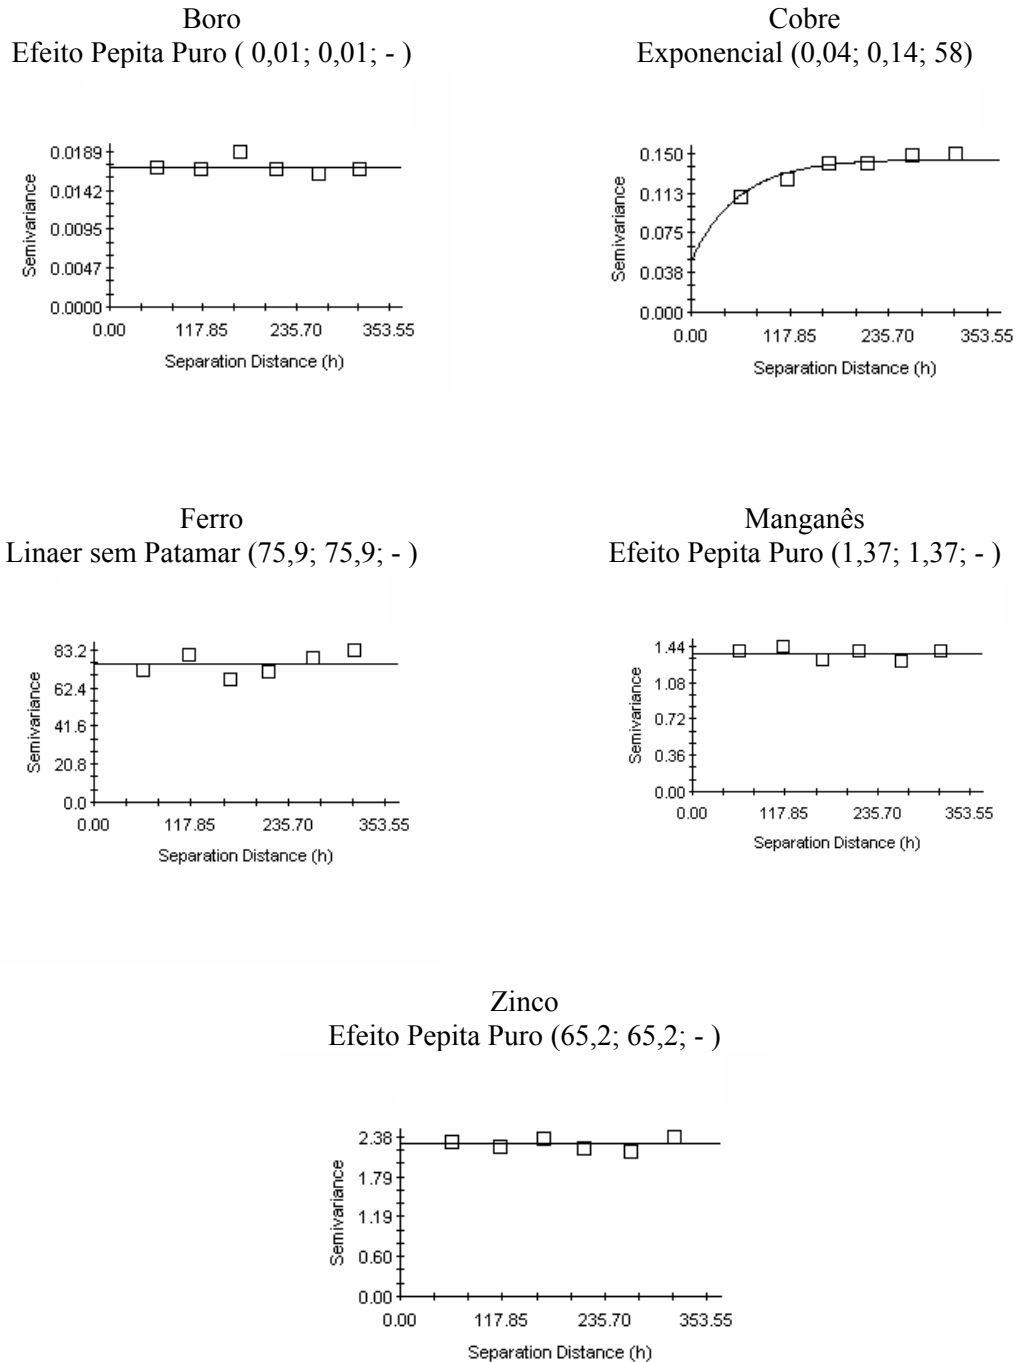 Boro
Efeito Pepita Puro ( 0,01; 0,01; - )
0.0189
0.0142
0.0095
0.0047
0.0000
Semivariance
0.00 117.85 235.70 353.55
Separation Distance (h)
Cobre
Exponencial (0,04; 0,14; 58)
0.150
0.113
0.075
0.038
0.000
Semivariance
0.00 117.85 235.70 353.55
Separation Distance (h)
Ferro
Linaer sem Patamar (75,9; 75,9; - )
83.2
62.4
41.6
20.8
0.0
Semivariance
0.00 117.85 235.70 353.55
Separation Distance (h)
Manganês
Efeito Pepita Puro (1,37; 1,37; - )
1.44
1.08
0.72
0.36
0.00
Semivariance
0.00 117.85 235.70 353.55
Separation Distance (h)
Zinco
Efeito Pepita Puro (65,2; 65,2; - )
2.38
1.79
1.19
0.60
0.00
Semivariance
0.00 117.85 235.70 353.55
Separation Distance (h)